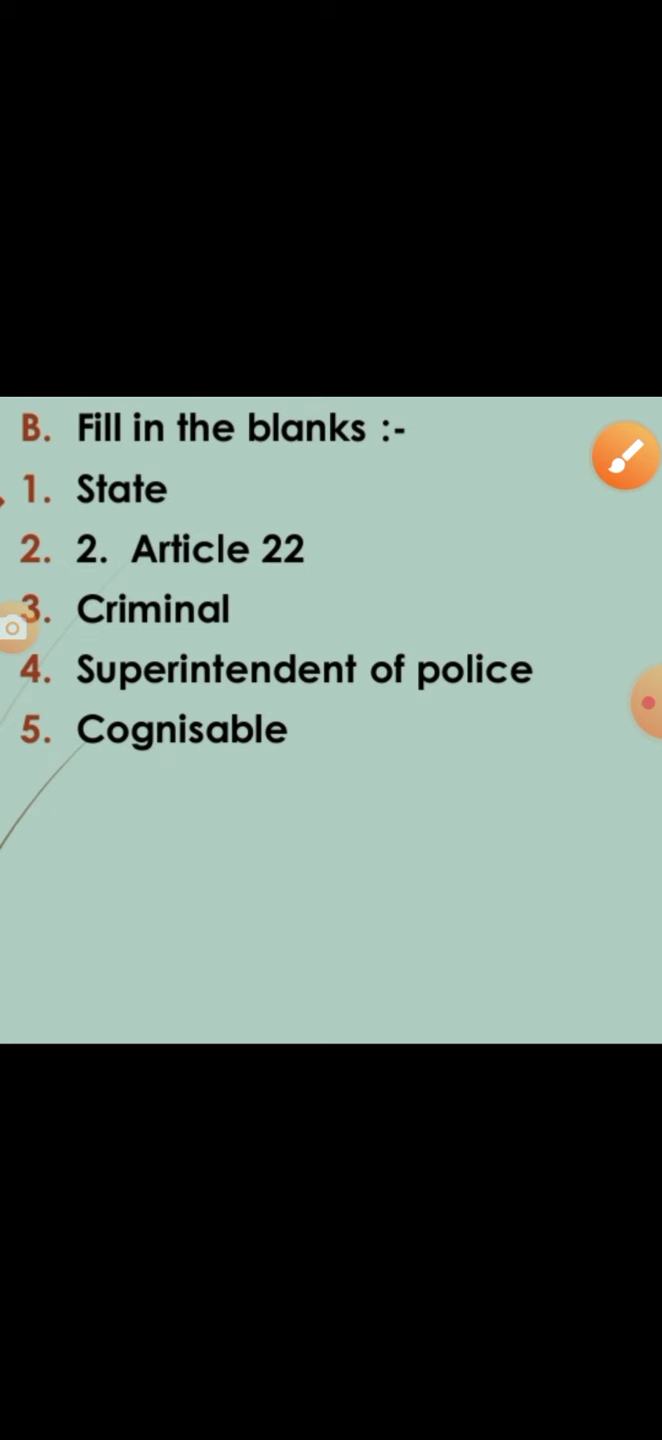 B. Fill in the blanks :-
1. State
2. 2. Article 22
3. Criminal
4. Superintendent of police
5. Cognisable